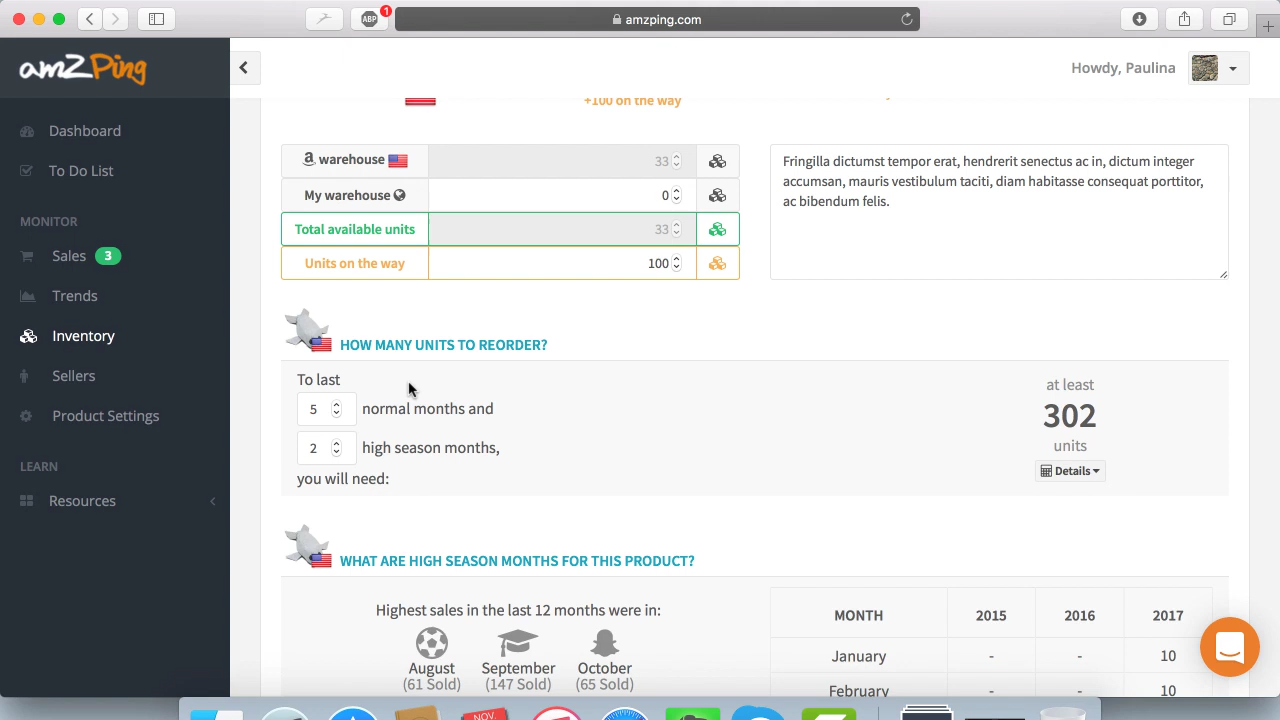 ABP
1
amzping.com
amzPing
Howdy, Paulina
Dashboard
To Do List
MONITOR
Sales 3
Trends
Inventory
Sellers
Product Settings
LEARN
Resources
+100 on the way
a warehouse 33
My warehouse 0
Total available units 33
Units on the way 100
Fringilla dictumst tempor erat, hendrerit senectus ac in, dictum integer
accumsan, mauris vestibulum taciti, diam habitasse consequat porttitor,
ac bibendum felis.
HOW MANY UNITS TO REORDER?
To last
5 normal months and
2 high season months,
you will need:
at least
302
units
Details
WHAT ARE HIGH SEASON MONTHS FOR THIS PRODUCT?
Highest sales in the last 12 months were in:
August September October
(61 Sold) (147 Sold) (65 Sold)
MONTH 2015 2016 2017
January - - 10
February - - 10
NOV.